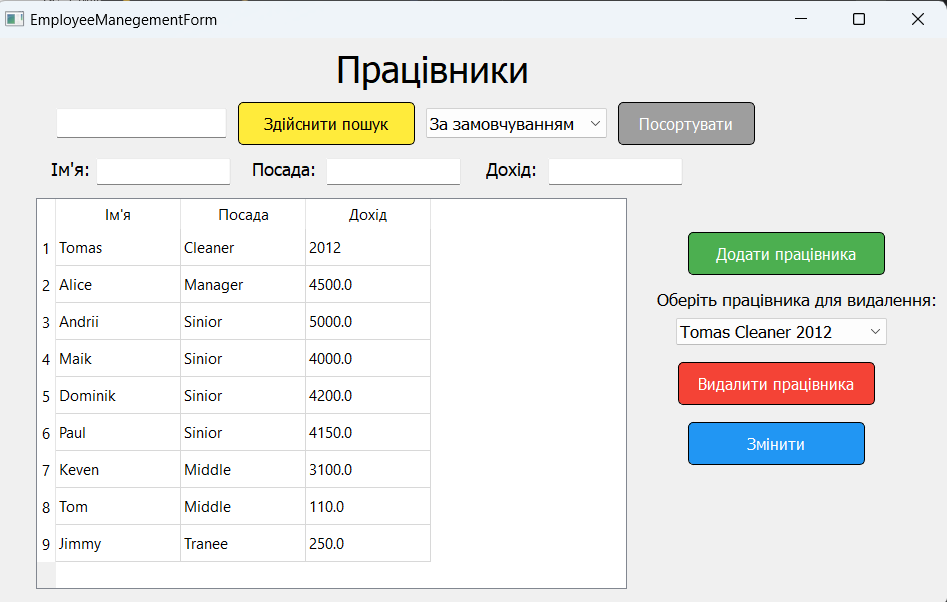 EmployeeManegementForm
Працівники
Здійснити пошук
За замовчуванням
Посортувати
Ім'я:
Посада:
Дохід:
Ім'я Посада Дохід
1 Tomas Cleaner 2012
2 Alice Manager 4500.0
3 Andrii Sinior 5000.0
4 Maik Sinior 4000.0
5 Dominik Sinior 4200.0
6 Paul Sinior 4150.0
7 Keven Middle 3100.0
8 Tom Middle 110.0
9 Jimmy Tranee 250.0
Додати працівника
Оберіть працівника для видалення:
Tomas Cleaner 2012
Видалити працівника
Змінити